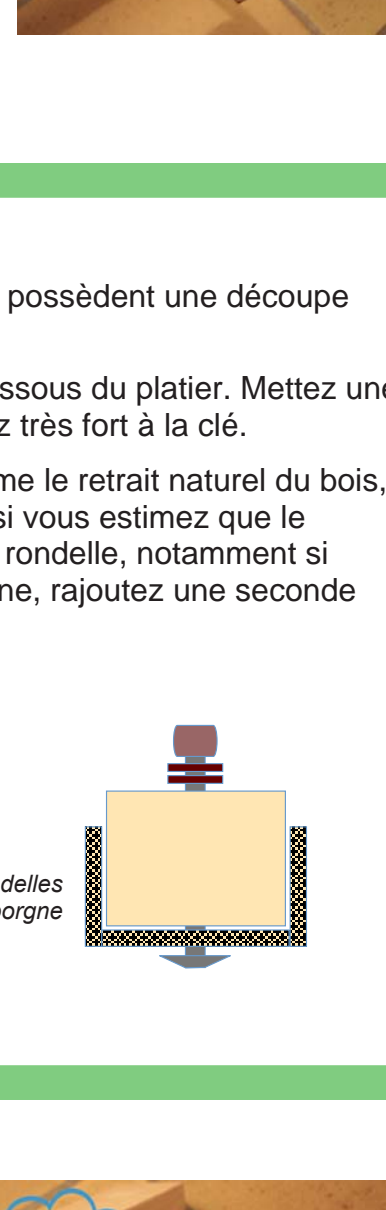 possèdent une découpe
ssous du platier. Mettez une
z très fort à la clé.
me le retrait naturel du bois,
si vous estimez que le
rondelle, notamment si
ne, rajoutez une seconde
delles
orgne